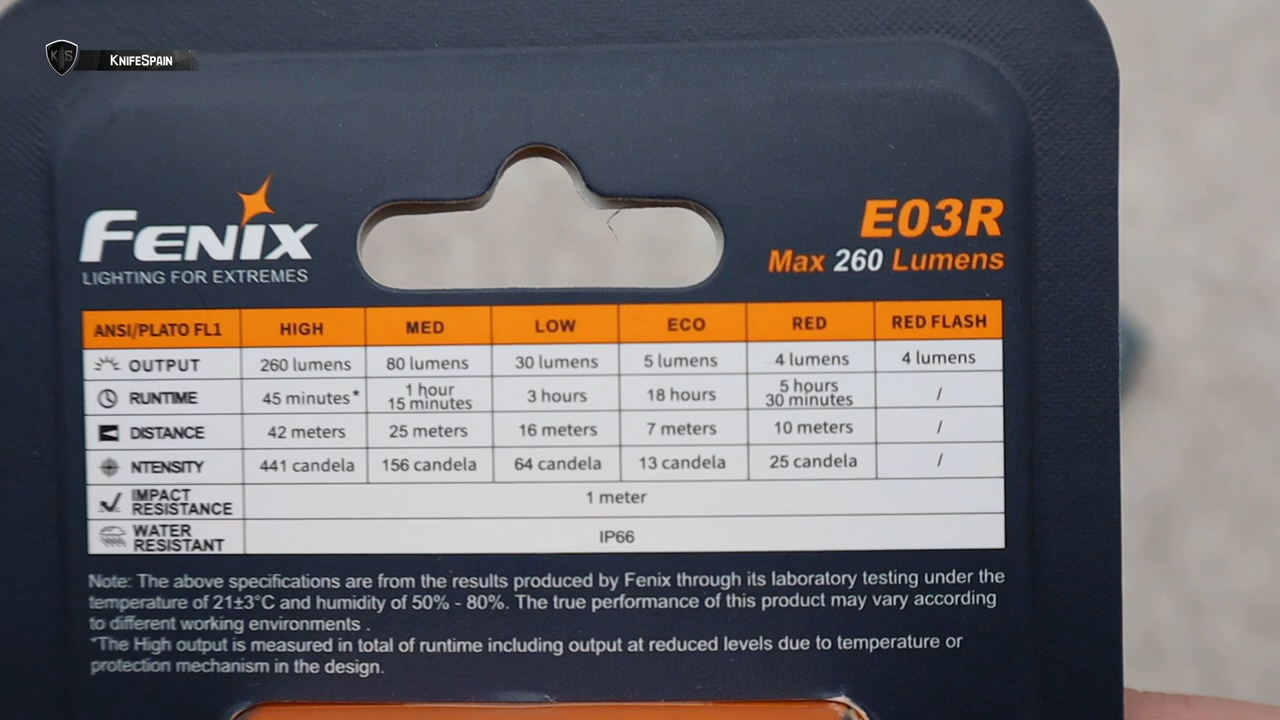 KS KNIFESPAIN
FENIX
LIGHTING FOR EXTREMES
E03R
Max 260 Lumens
ANSI/PLATO FL1 HIGH MED LOW ECO RED RED FLASH
OUTPUT 260 lumens 80 lumens 30 lumens 5 lumens 4 lumens 4 lumens
RUNTIME 45 minutes* 1 hour 15 minutes 3 hours 18 hours 5 hours 30 minutes /
DISTANCE 42 meters 25 meters 16 meters 7 meters 10 meters /
NTENSITY 441 candela 156 candela 64 candela 13 candela 25 candela /
IMPACT RESISTANCE 1 meter
WATER RESISTANT IP66
Note: The above specifications are from the results produced by Fenix through its laboratory testing under the
temperature of 21±3°C and humidity of 50% - 80%. The true performance of this product may vary according
to different working environments .
*The High output is measured in total of runtime including output at reduced levels due to temperature or
protection mechanism in the design.